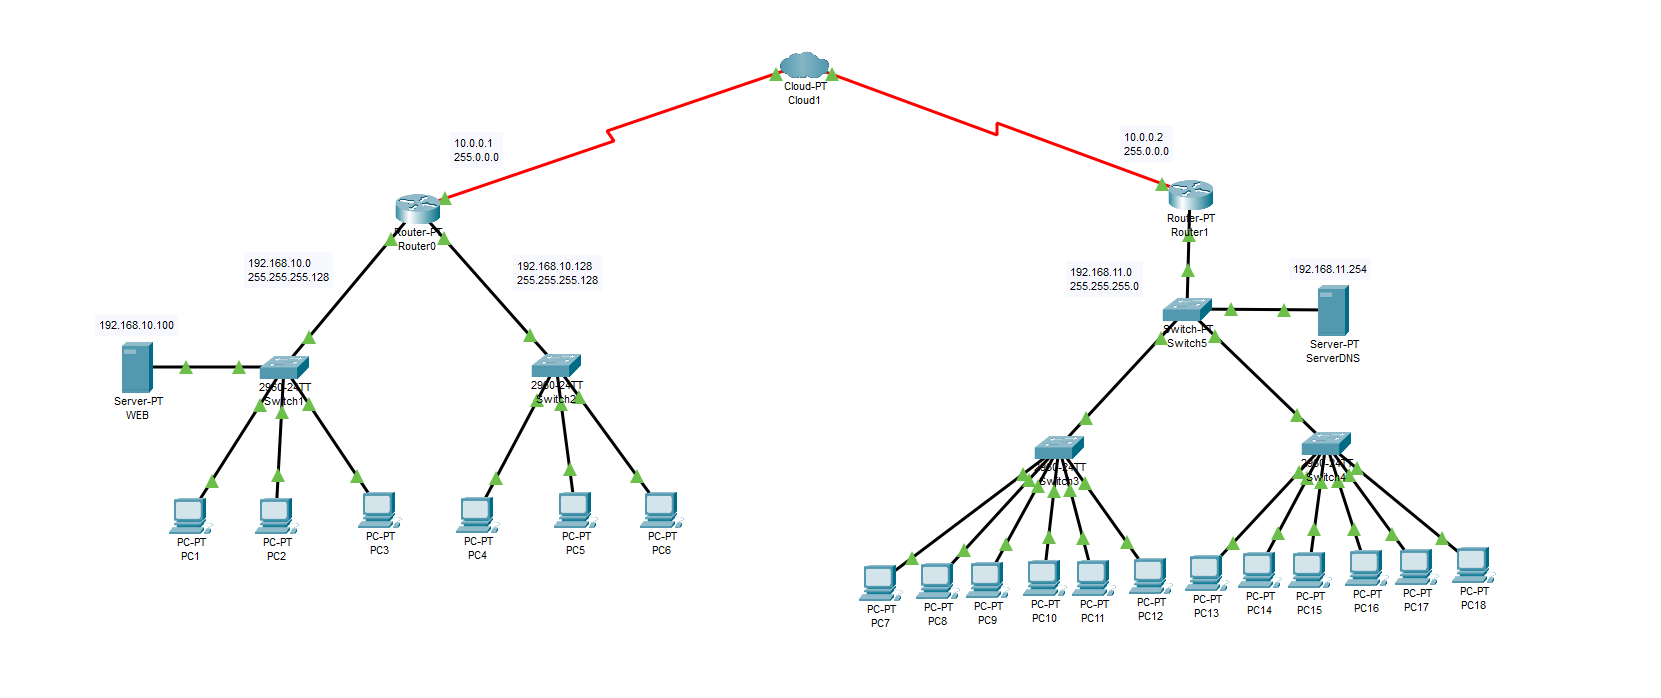 Cloud-PT
Cloud1
10.0.0.1
255.0.0.0
10.0.0.2
255.0.0.0
Router-PT
Router0
Router-PT
Router1
192.168.10.0
255.255.255.128
192.168.10.128
255.255.255.128
192.168.11.0
255.255.255.0
192.168.11.254
192.168.10.100
Server-PT
WEB
2950-24TT
Switch1
2950-24TT
Switch2
Switch-PT
Switch5
Server-PT
ServerDNS
2950-24TT
Switch3
2950-24TT
Switch4
PC-PT
PC1
PC-PT
PC2
PC-PT
PC3
PC-PT
PC4
PC-PT
PC5
PC-PT
PC6
PC-PT
PC7
PC-PT
PC8
PC-PT
PC9
PC-PT
PC10
PC-PT
PC11
PC-PT
PC12
PC-PT
PC13
PC-PT
PC14
PC-PT
PC15
PC-PT
PC16
PC-PT
PC17
PC-PT
PC18